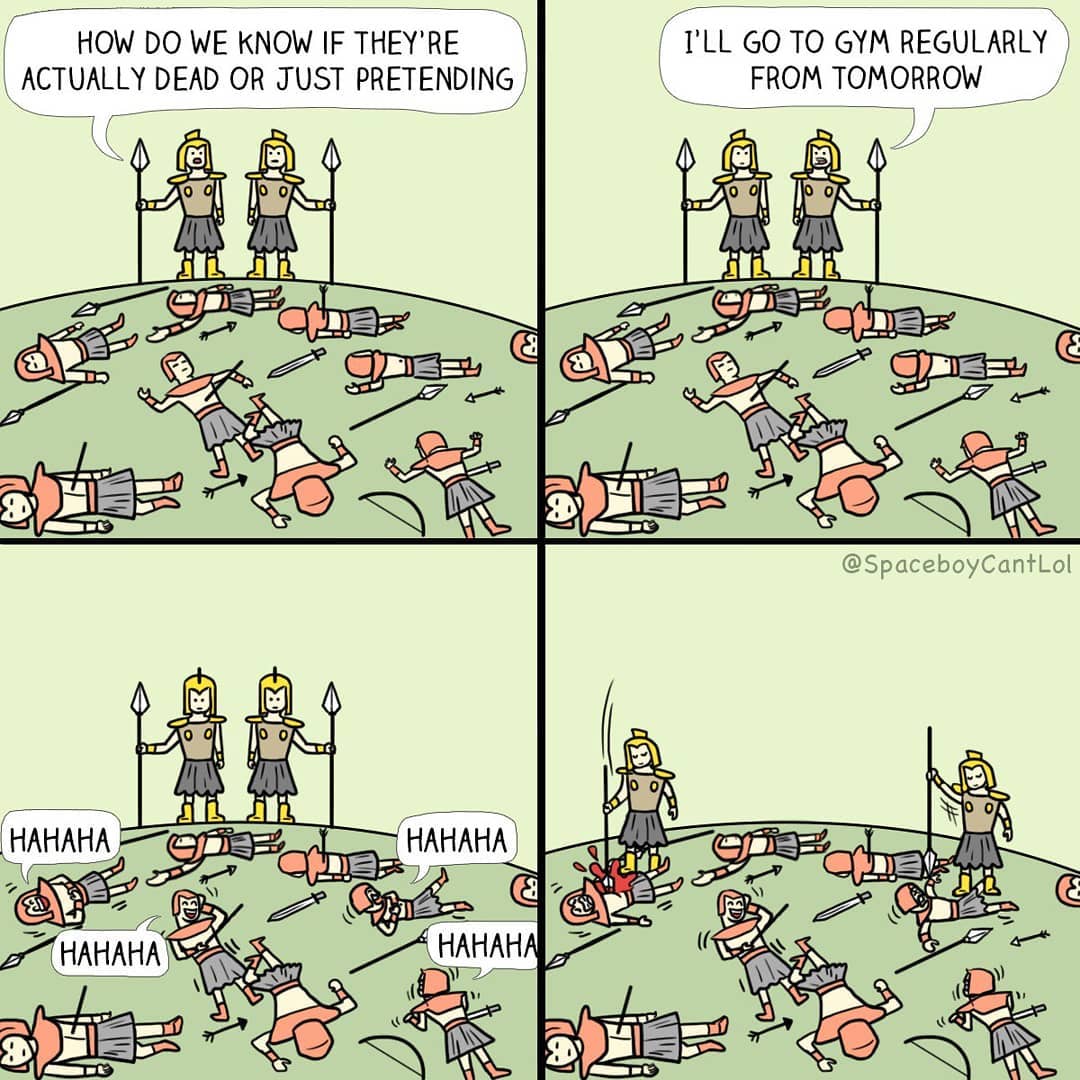 HOW DO WE KNOW IF THEY'RE
ACTUALLY DEAD OR JUST PRETENDING
I'LL GO TO GYM REGULARLY
FROM TOMORROW
HAHAHA
HAHAHA
HAHAHA
HAHAHA
@SpaceboyCantLol